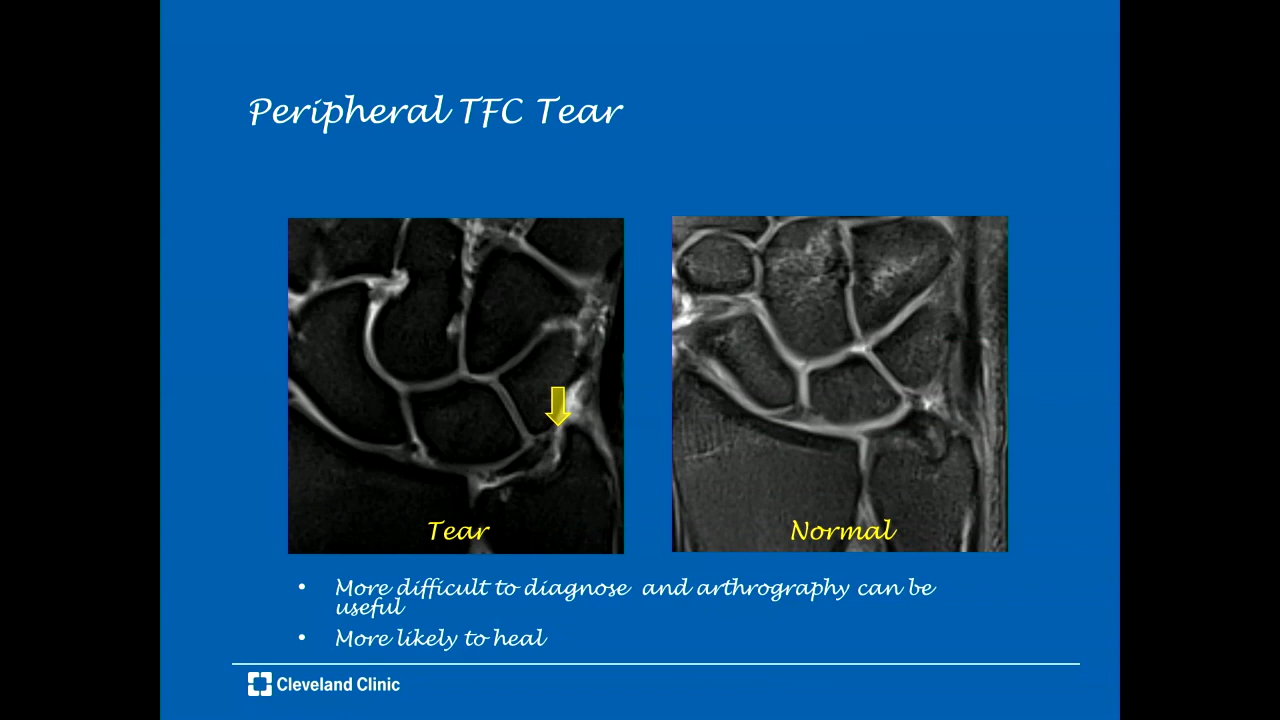 Peripheral TFC Tear
Tear
Normal
• More difficult to diagnose and arthrography can be
useful
• More likely to heal
Cleveland Clinic